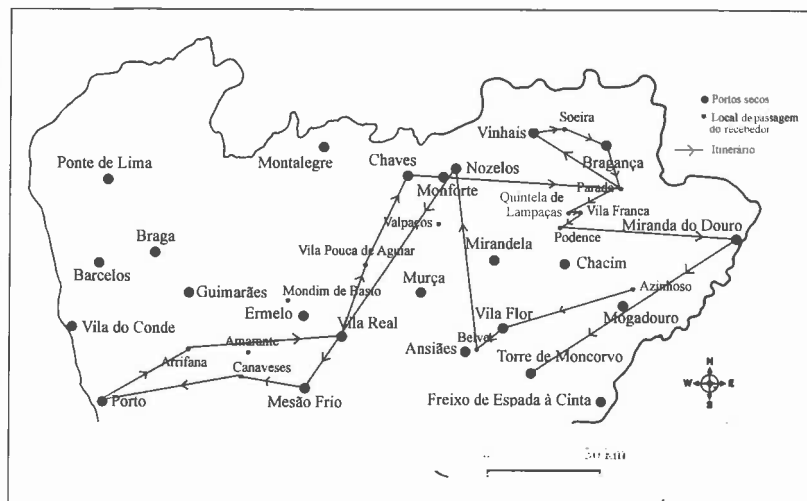 Portos secos
Local de passagem
do recebedor
Itinerário
Soeira
Vinhais
Bragança
Montalegre
Chaves
Nozelos
Monforte
Parada
Ponte de Lima
Quintela de
Lampaças
Vila Franca
Valpaços
Podence
Miranda do Douro
Braga
Vila Pouca de Aguiar
Mirandela
Chacim
Barcelos
Guimarães
Mondim de Basto
Murça
Azinhoso
Ermelo
Mogadouro
Vila do Conde
Vila Real
Vila Flor
Amarante
Arrifana
Ansiães
Torre de Moncorvo
Canaveses
Porto
Mesão Frio
Freixo de Espada à Cinta
N
W
E
S